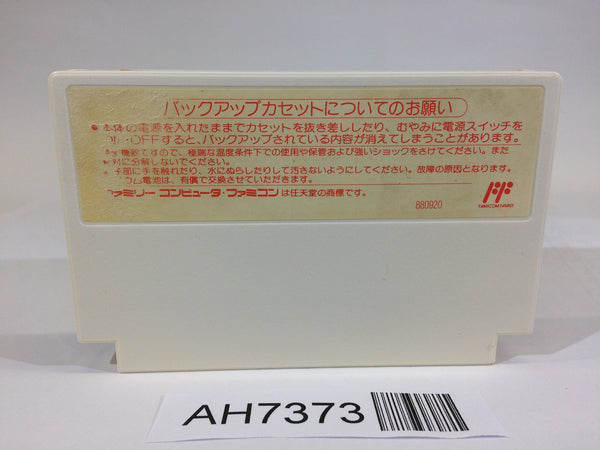 バックアップカセットについてのお願い
の電源を入れたままでカセットを抜き差ししたり、むやみに電源スイッチを
・OFFすると、バックアップされている内容が消えてしまうことがあります。
機器ですので、極端な温度条件下での使用や保管および強いショックをさけてください。また
に分解しないでください。
に手を触れたり、水にぬらしたりして汚さないようにしてください。故障の原因となります。
ウム電池は、有償で交換させていただきます。
ファミリーコンピュータ・ファミコンは任天堂の商標です。
880920
FAMICOM FAMILY
AH7373